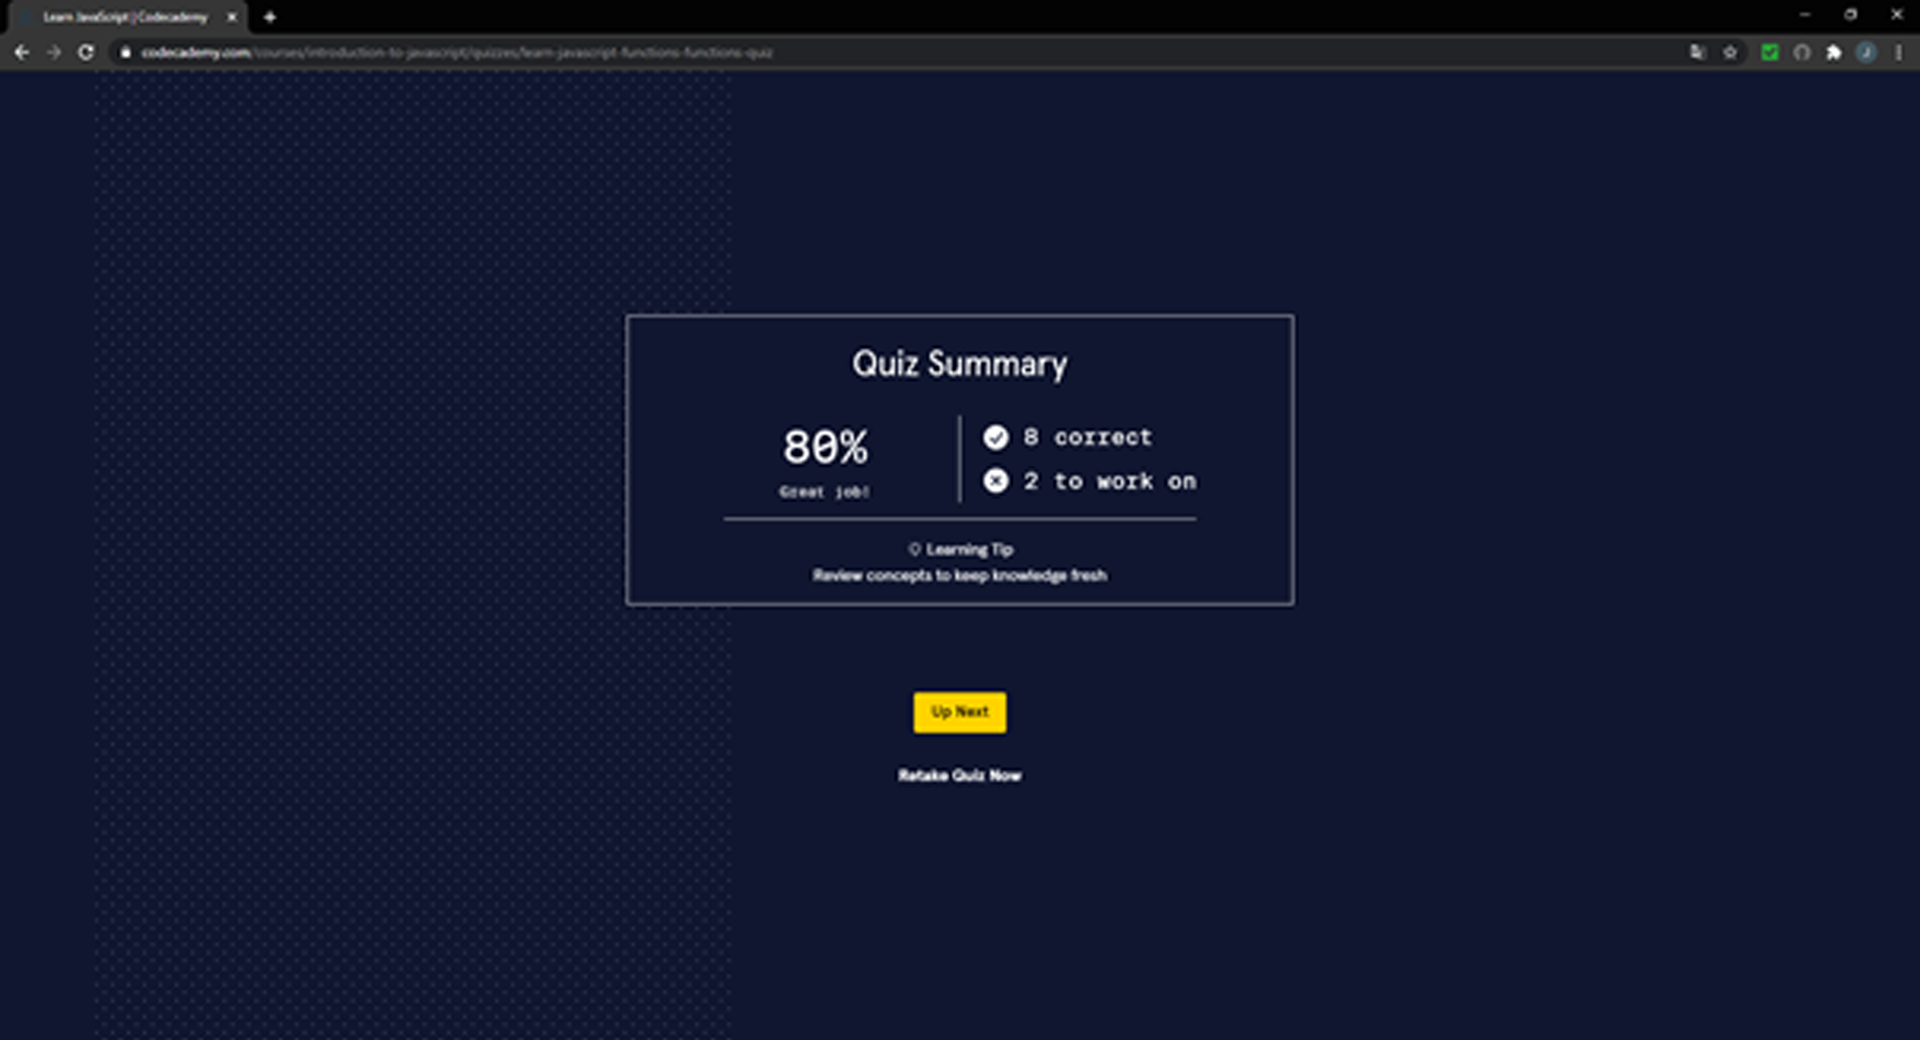 Learn JavaScript | Codecademy
codecademy.com/courses/introduction-to-javascript/quizzes/learn-javascript-functions-functions-quiz
J
Quiz Summary
80%
Great job!
8 correct
2 to work on
Learning Tip
Review concepts to keep knowledge fresh
Up Next
Retake Quiz Now